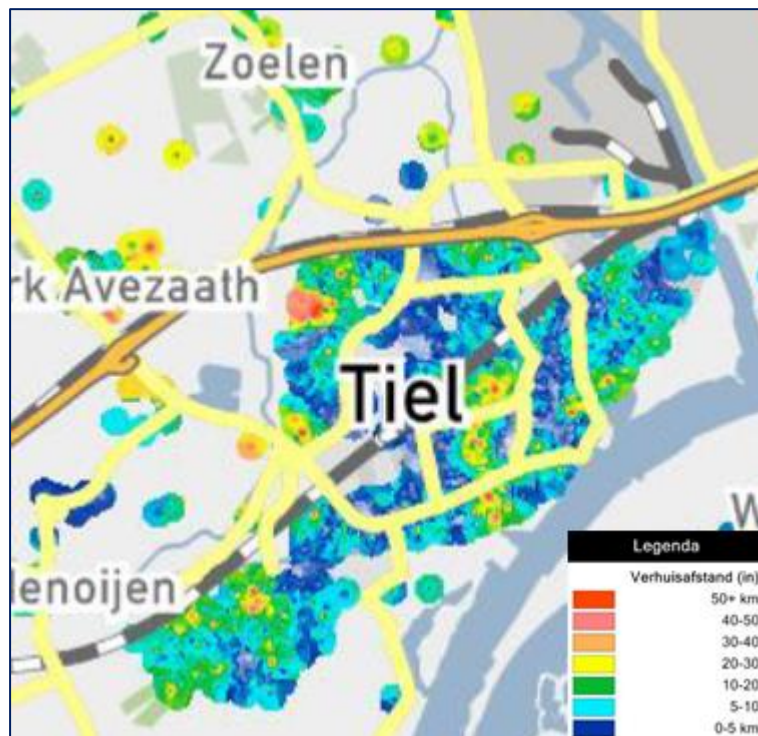 Zoelen
rk Avezaath
Tiel
lenoijen
W
Legenda
Verhuisafstand (in)
50+ km
40-50
30-40
20-30
10-20
5-10
0-5 km